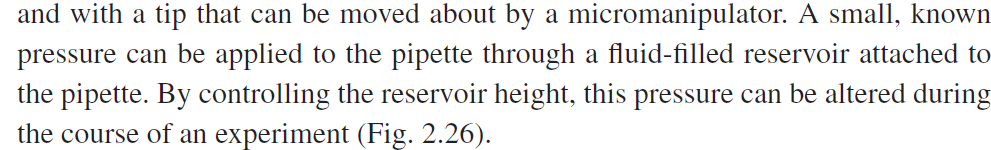 and with a tip that can be moved about by a micromanipulator. A small, known
pressure can be applied to the pipette through a fluid-filled reservoir attached to
the pipette. By controlling the reservoir height, this pressure can be altered during
the course of an experiment (Fig. 2.26).